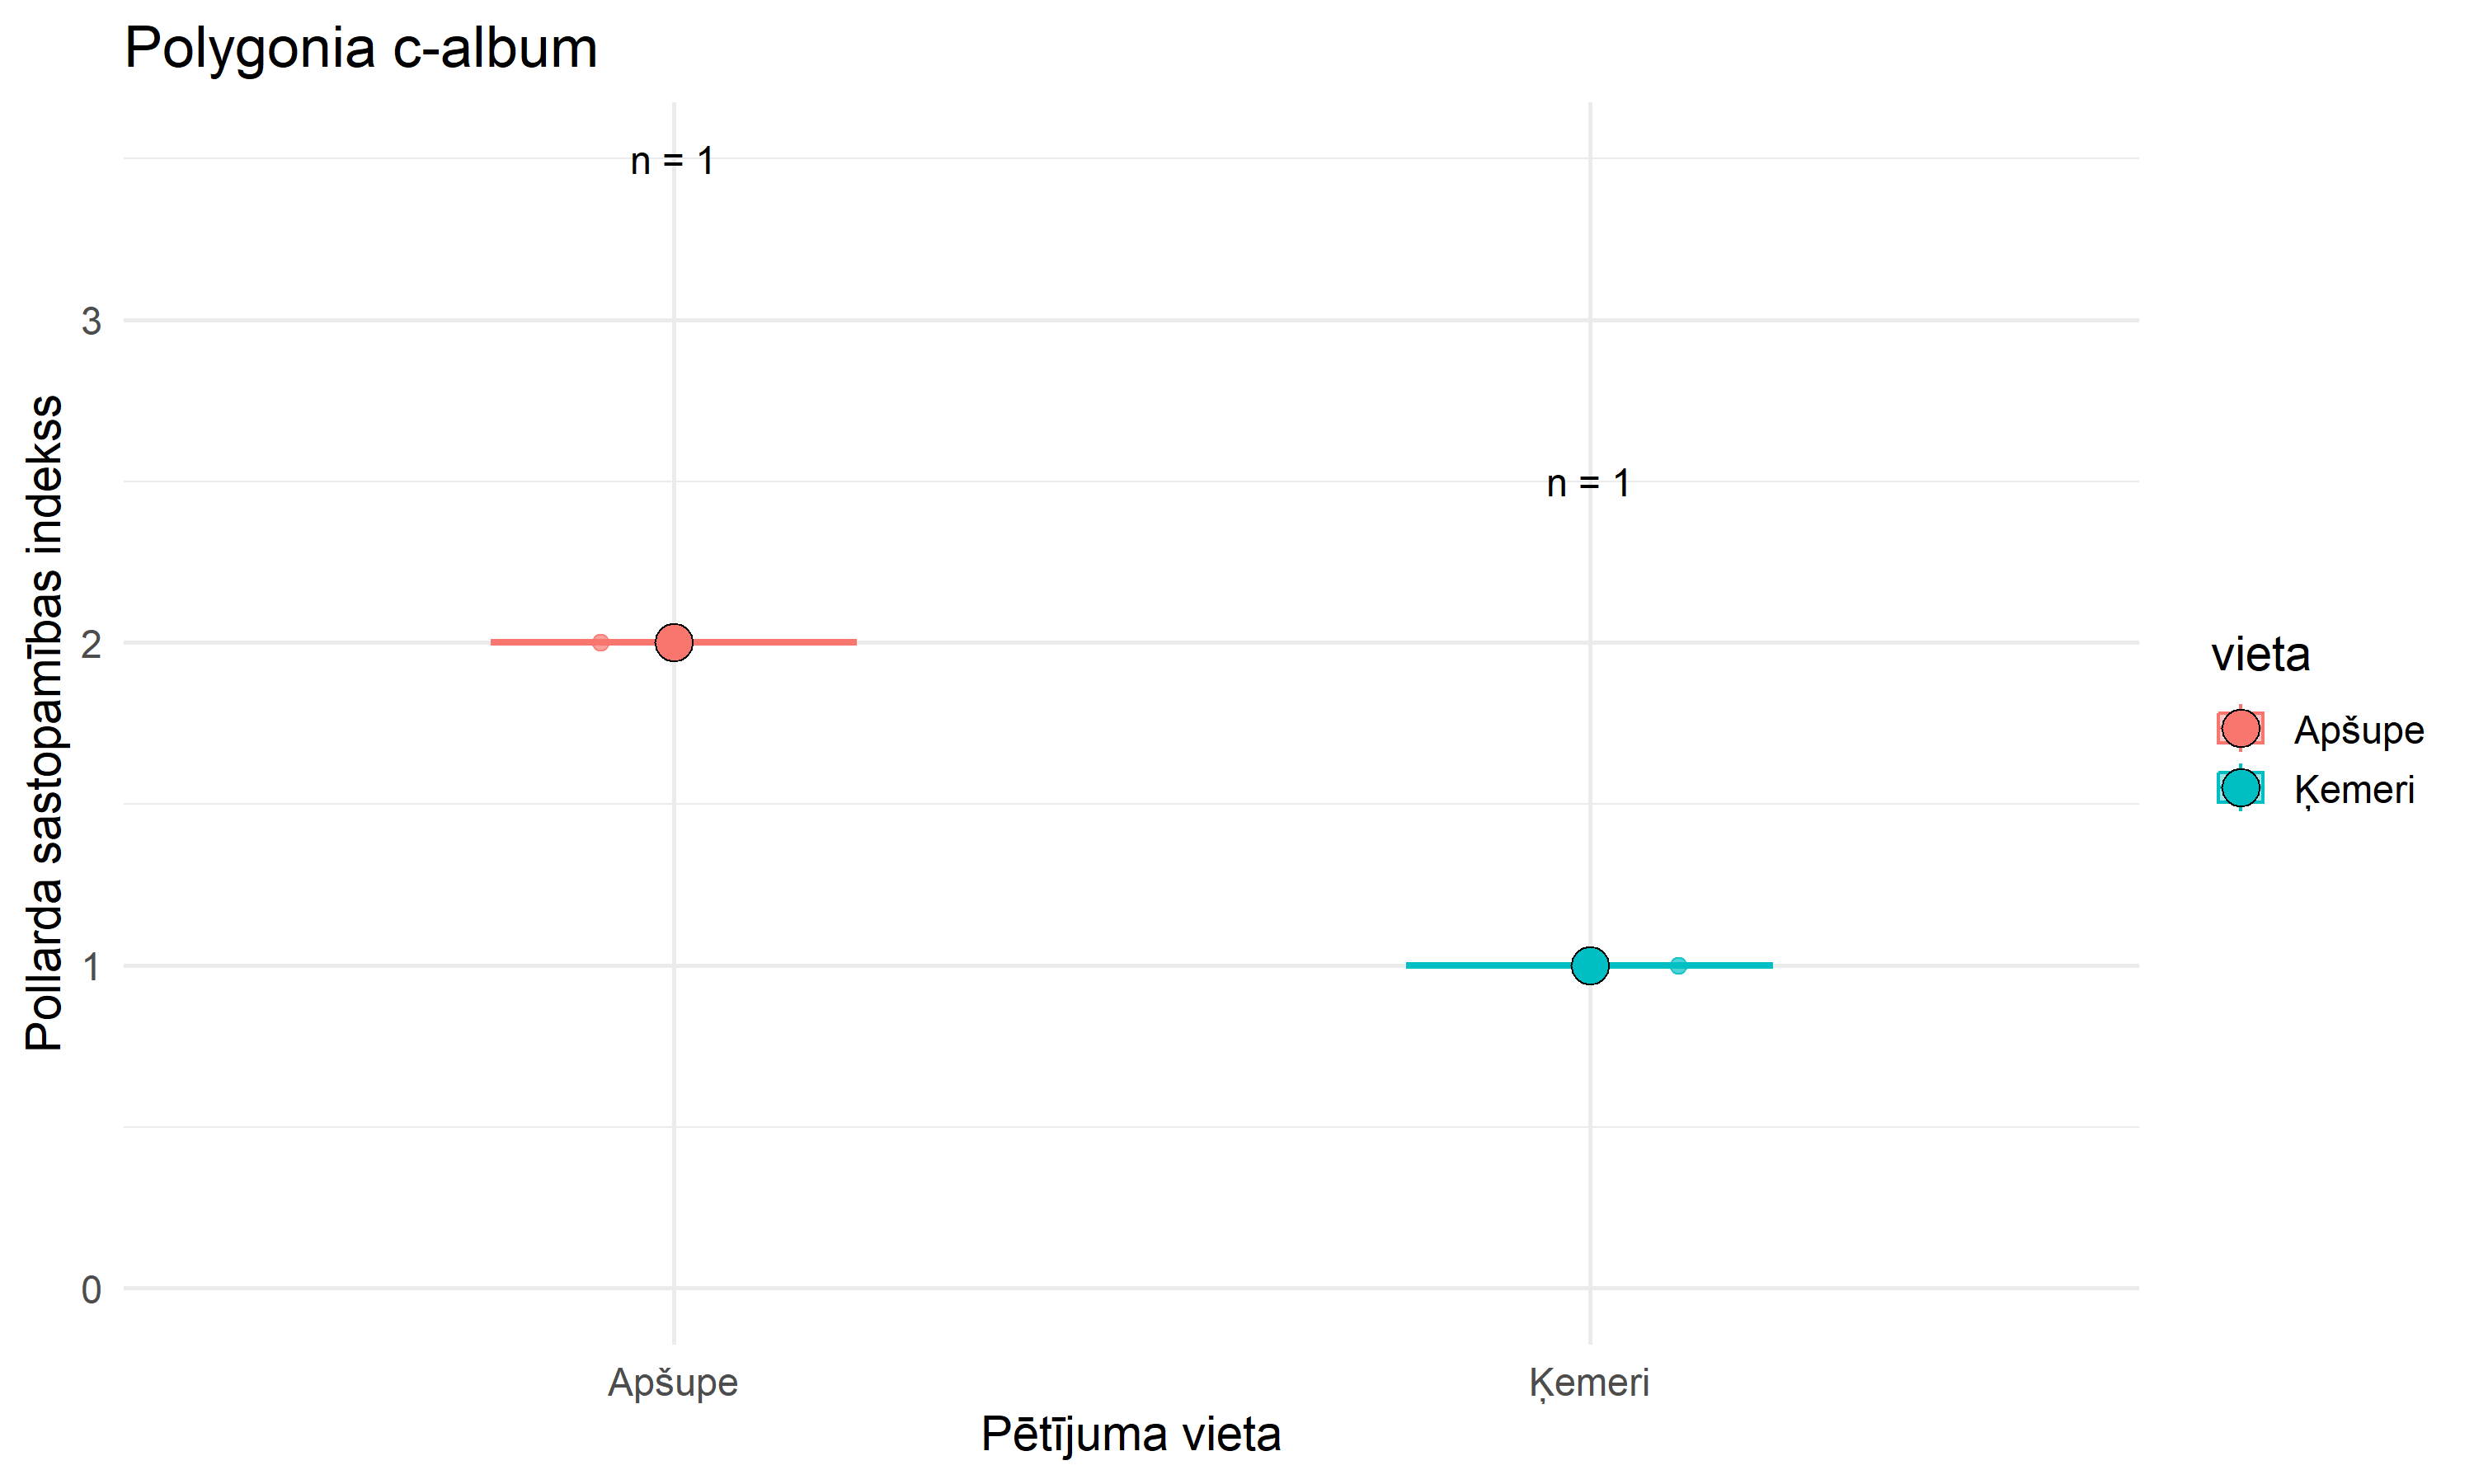 Polygonia c-album
n = 1
n = 1
3
2
1
0
Pollarda sastopamības indekss
Apšupe
Ķemeri
Pētījuma vieta
vieta
Apšupe
Ķemeri